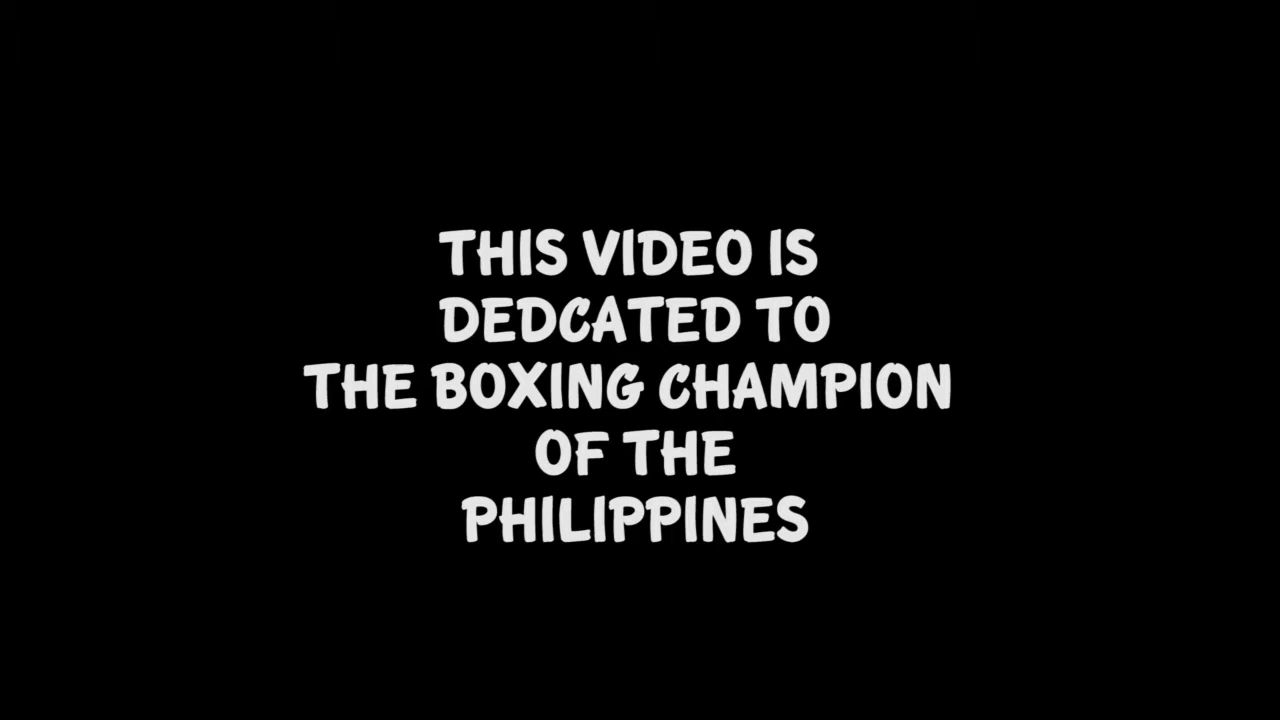 THIS VIDEO IS
DEDCATED TO
THE BOXING CHAMPION
OF THE
PHILIPPINES